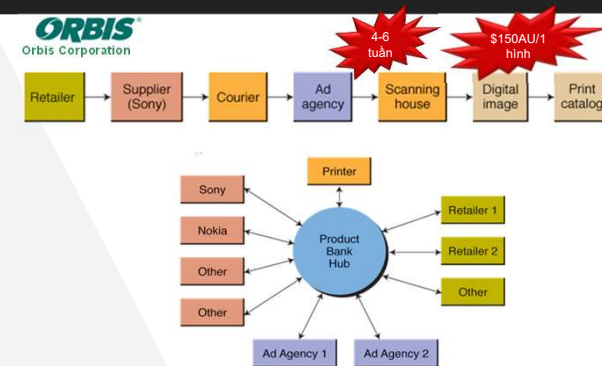 ORBIS
Orbis Corporation
4-6
tuần
$150AU/1
hình
Retailer
Supplier
(Sony)
Courier
Ad
agency
Scanning
house
Digital
image
Print
catalog
Printer
Sony
Nokia
Other
Other
Product
Bank
Hub
Retailer 1
Retailer 2
Other
Ad Agency 1
Ad Agency 2